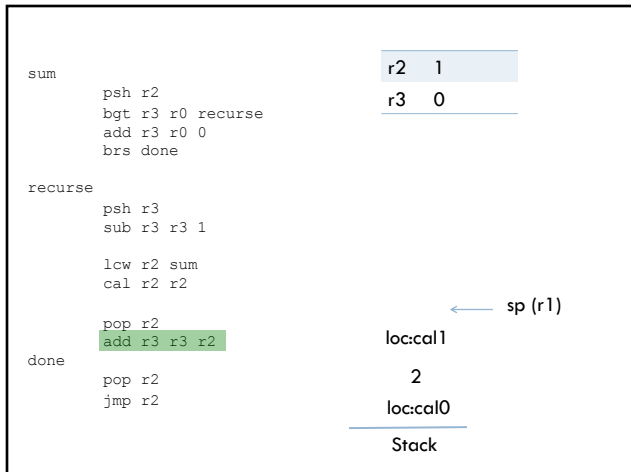 sum
psh r2
bgt r3 r0 recurse
add r3 r0 0
brs done
recurse
psh r3
sub r3 r3 1
lcw r2 sum
cal r2 r2
pop r2
add r3 r3 r2
done
pop r2
jmp r2
r2 1
r3 0
sp (r1)
loc:cal1
2
loc:cal0
Stack